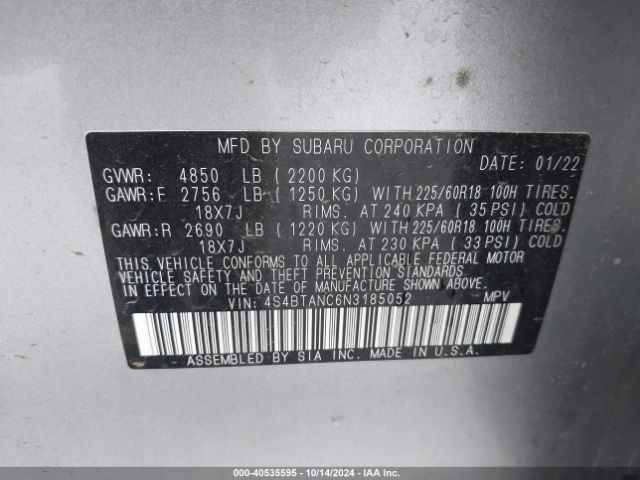 MFD BY SUBARU CORPORATION
DATE: 01/22
GVWR: 4850 LB ( 2200 KG)
GAWR:F 2756 LB ( 1250 KG) WITH 225/60R18 100H TIRES.
18X7J RIMS. AT 240 KPA ( 35 PSI) COLD
GAWR:R 2690 LB ( 1220 KG) WITH 225/60R18 100H TIRES.
18X7J RIMS. AT 230 KPA ( 33 PSI) COLD
THIS VEHICLE CONFORMS TO ALL APPLICABLE FEDERAL MOTOR
VEHICLE SAFETY AND THEFT PREVENTION STANDARDS
IN EFFECT ON THE DATE OF MANUFACTURE SHOWN ABOVE.
VIN: 4S4BTANC6N3185052 MPV
ASSEMBLED BY SIA INC. MADE IN U.S.A.
000-40535595 - 10/14/2024 - IAA Inc.